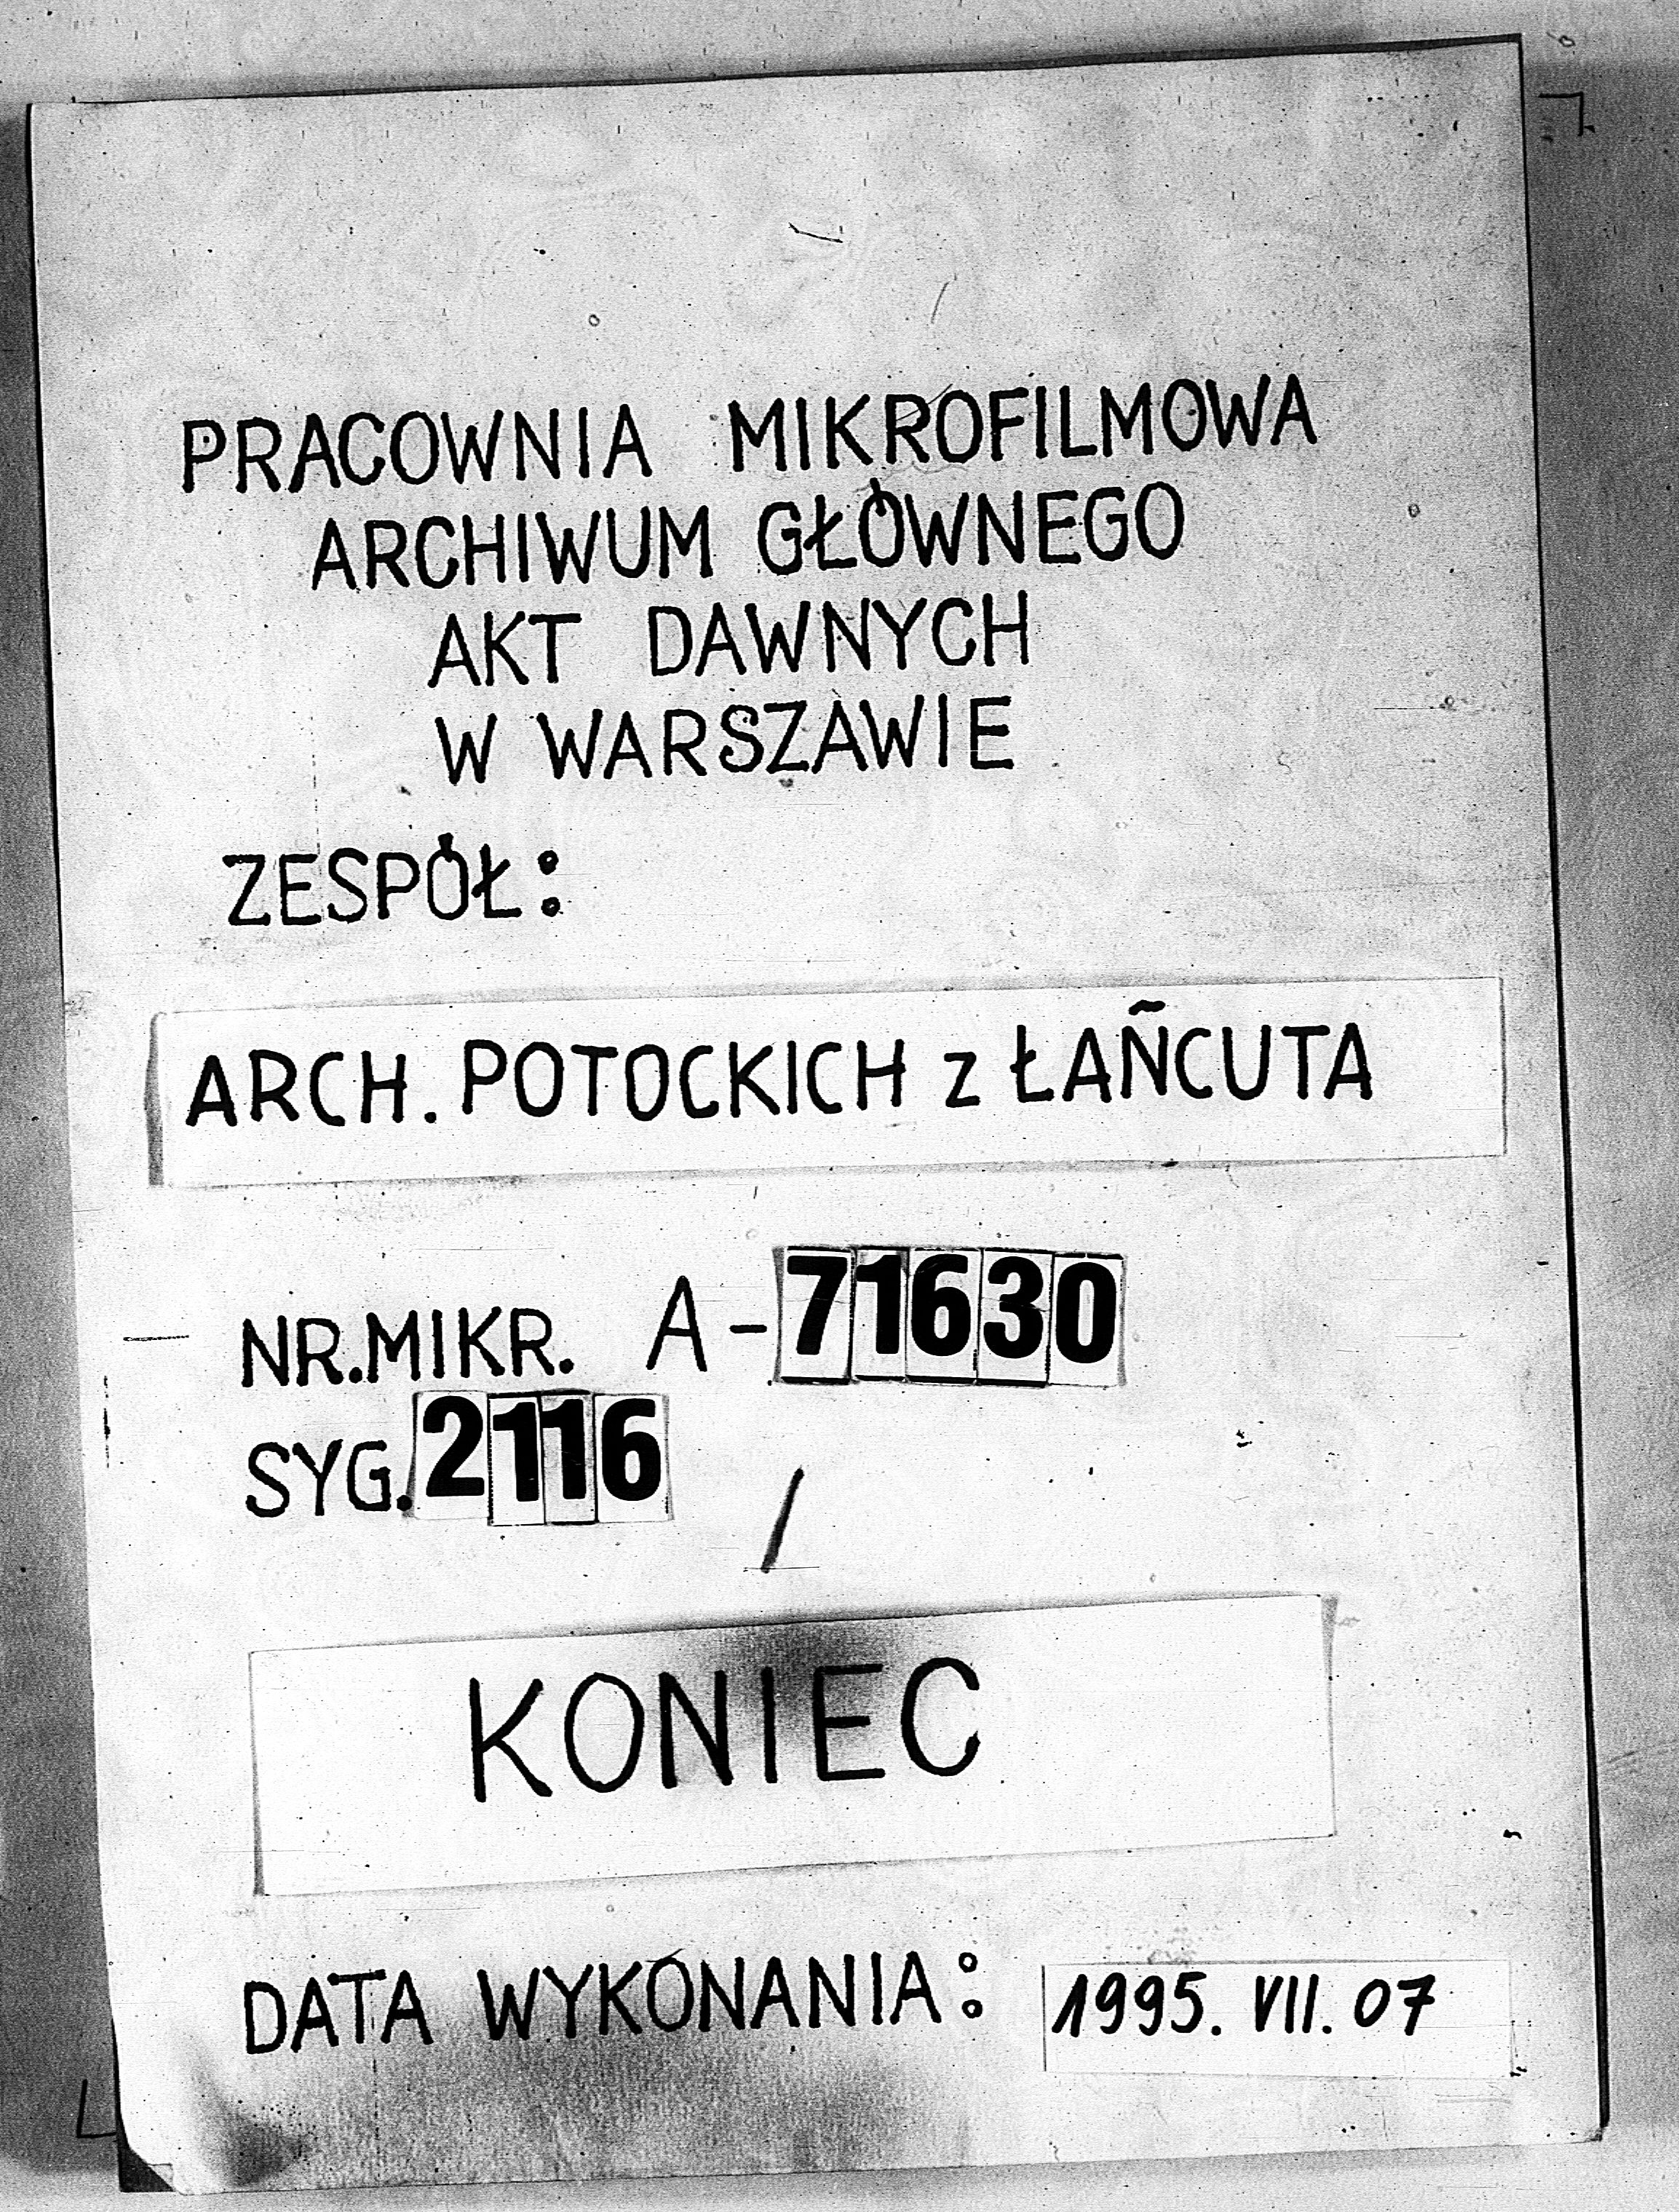 PRACOWNIA MIKROFILMOWA
ARCHIWUM GŁÓWNEGO
AKT DAWNYCH
W WARSZAWIE
ZESPÓŁ:
ARCH. POTOCKICH z ŁAŃCUTA
NR.MIKR. A-71630
SYG.2116
/
KONIEC
DATA WYKONANIA: 1995. VII. 07